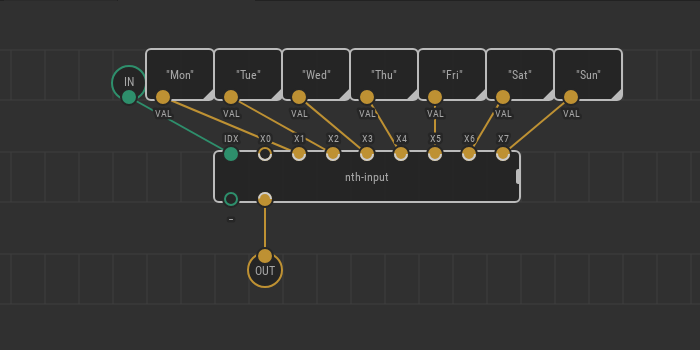 IN "Mon" "Tue" "Wed" "Thu" "Fri" "Sat" "Sun"
VAL VAL VAL VAL VAL VAL VAL
IDX X0 X1 X2 X3 X4 X5 X6 X7
nth-input
–
OUT